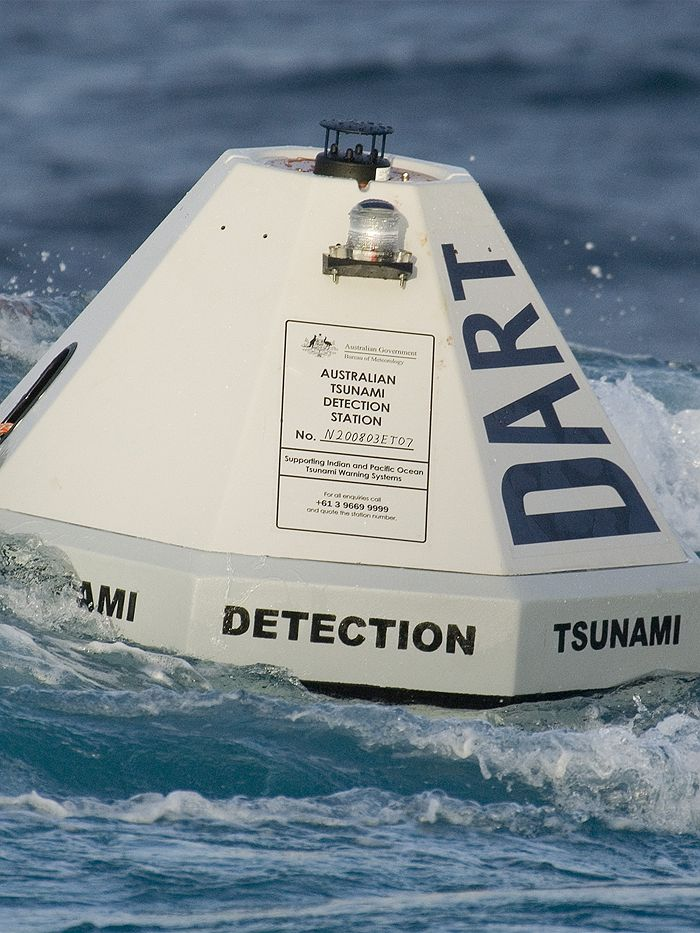 Australian Government
Bureau of Meteorology
AUSTRALIAN
TSUNAMI
DETECTION
STATION
No. N200803ET07
Supporting Indian and Pacific Ocean
Tsunami Warning Systems
For all enquiries call
+61 3 9669 9999
and quote the station number.
DART
AMI
DETECTION
TSUNAMI